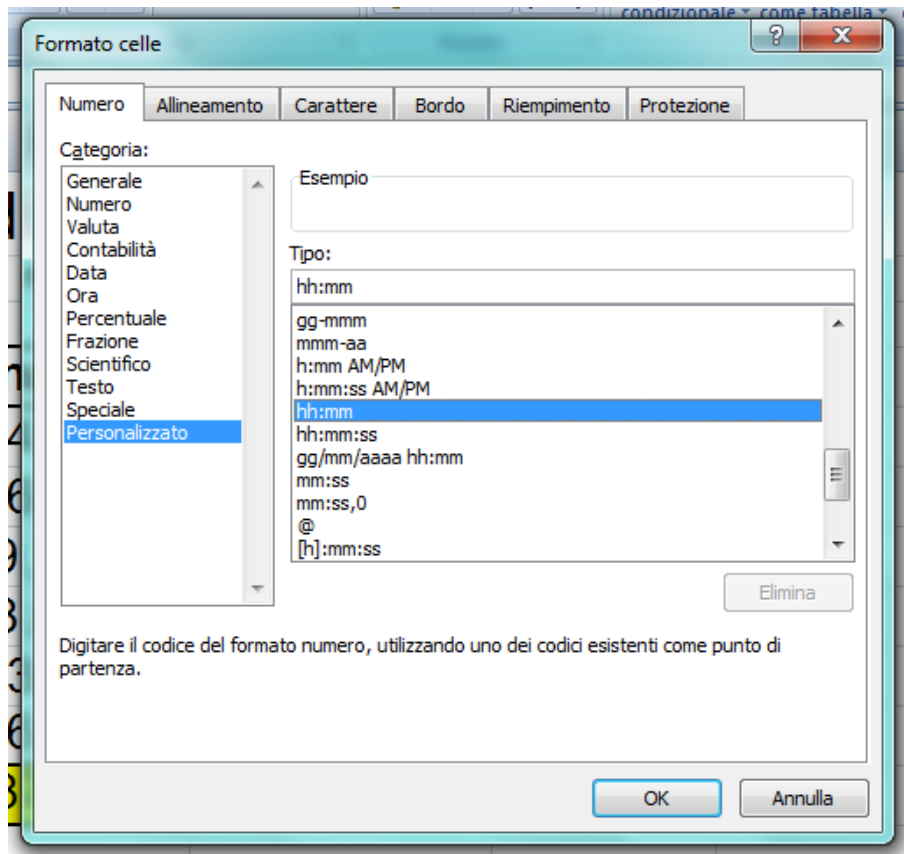 condizionale come tabella
Formato celle
?
X
Numero
Allineamento
Carattere
Bordo
Riempimento
Protezione
Categoria:
Generale
Numero
Valuta
Contabilità
Data
Ora
Percentuale
Frazione
Scientifico
Testo
Speciale
Personalizzato
Esempio
Tipo:
hh:mm
gg-mmm
mmm-aa
h:mm AM/PM
h:mm:ss AM/PM
hh:mm
hh:mm:ss
gg/mm/aaaa hh:mm
mm:ss
mm:ss,0
@
[h]:mm:ss
Elimina
Digitare il codice del formato numero, utilizzando uno dei codici esistenti come punto di
partenza.
OK
Annulla